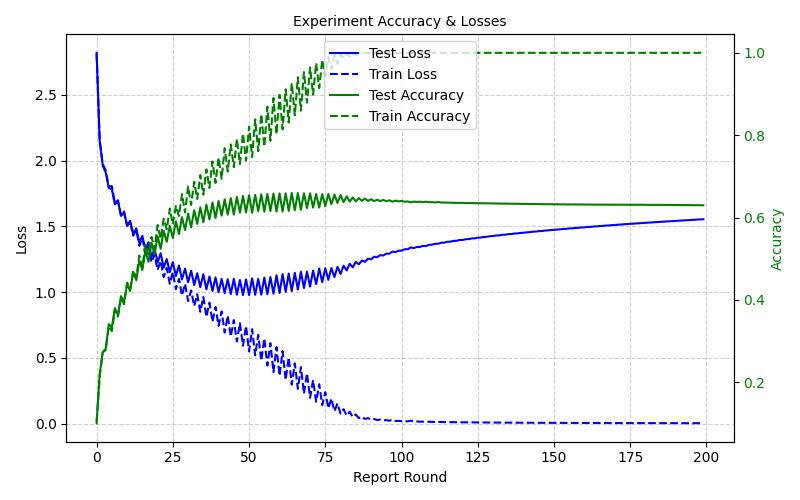 Experiment Accuracy & Losses
Test Loss
Train Loss
Test Accuracy
Train Accuracy
Loss
2.5
2.0
1.5
1.0
0.5
0.0
1.0
0.8
0.6
0.4
0.2
Accuracy
0 25 50 75 100 125 150 175 200
Report Round